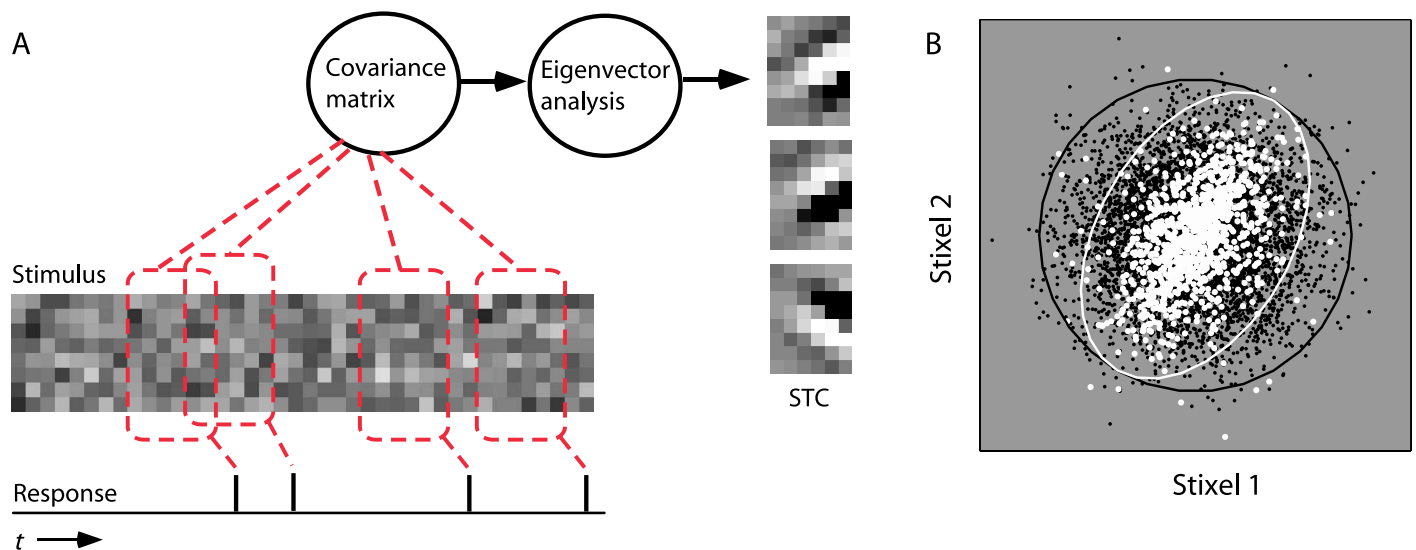 A
Covariance
matrix
Eigenvector
analysis
Stimulus
Response
t
STC
B
Stixel 2
Stixel 1